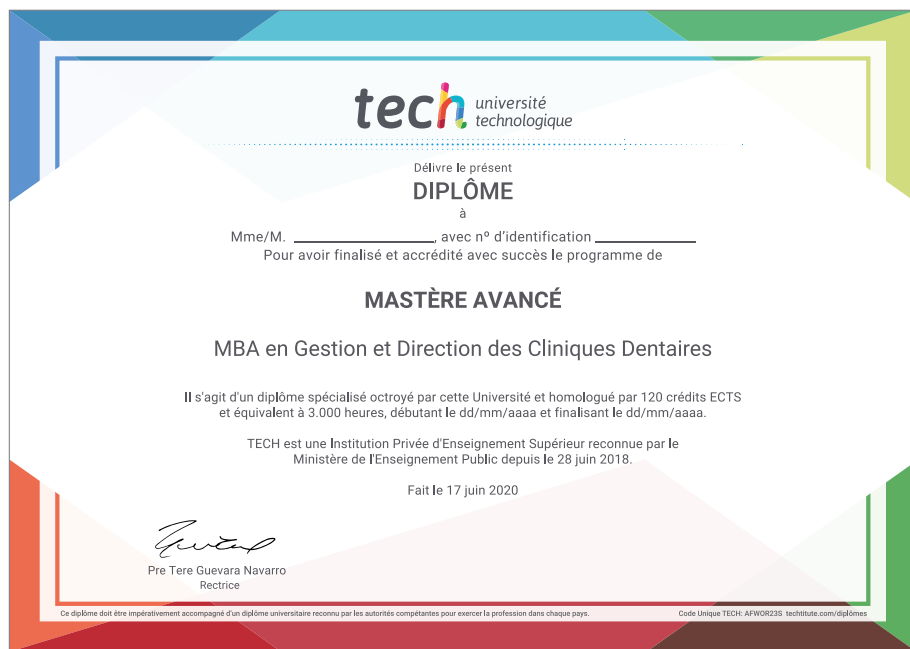 tech université
technologique
Délivre le présent
DIPLÔME
à
Mme/M. ____________, avec nº d'identification ____________
Pour avoir finalisé et accrédité avec succès le programme de
MASTÈRE AVANCÉ
MBA en Gestion et Direction des Cliniques Dentaires
Il s'agit d'un diplôme spécialisé octroyé par cette Université et homologué par 120 crédits ECTS
et équivalent à 3.000 heures, débutant le dd/mm/aaaa et finalisant le dd/mm/aaaa.
TECH est une Institution Privée d'Enseignement Supérieur reconnue par le
Ministère de l'Enseignement Public depuis le 28 juin 2018.
Fait le 17 juin 2020
Pre Tere Guevara Navarro
Rectrice
Ce diplôme doit être impérativement accompagné d'un diplôme universitaire reconnu par les autorités compétentes pour exercer la profession dans chaque pays.
Code Unique TECH: AFWOR23S techtitute.com/diplômes